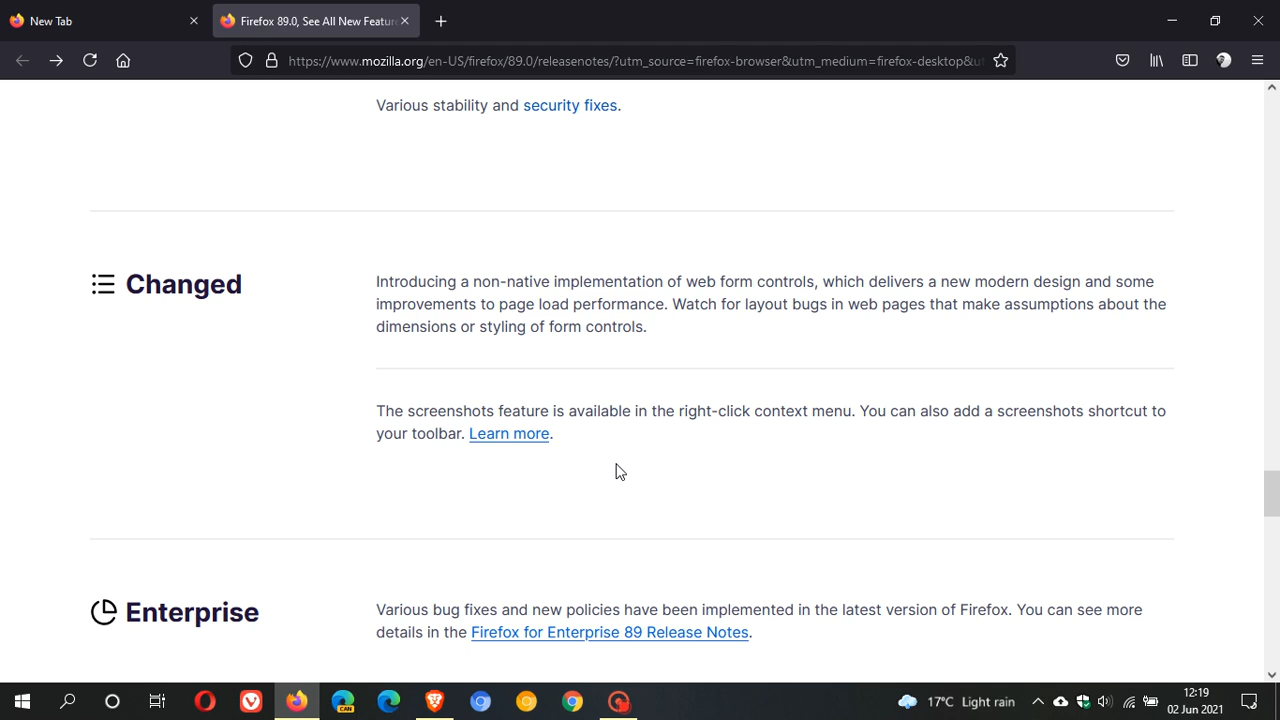 New Tab
Firefox 89.0, See All New Featur
https://www.mozilla.org/en-US/firefox/89.0/releasenotes/?utm_source=firefox-browser&utm_medium=firefox-desktop&ut
Various stability and security fixes.
Changed
Introducing a non-native implementation of web form controls, which delivers a new modern design and some
improvements to page load performance. Watch for layout bugs in web pages that make assumptions about the
dimensions or styling of form controls.
The screenshots feature is available in the right-click context menu. You can also add a screenshots shortcut to
your toolbar. Learn more.
Enterprise
Various bug fixes and new policies have been implemented in the latest version of Firefox. You can see more
details in the Firefox for Enterprise 89 Release Notes.
CAN
17°C Light rain
12:19
02 Jun 2021